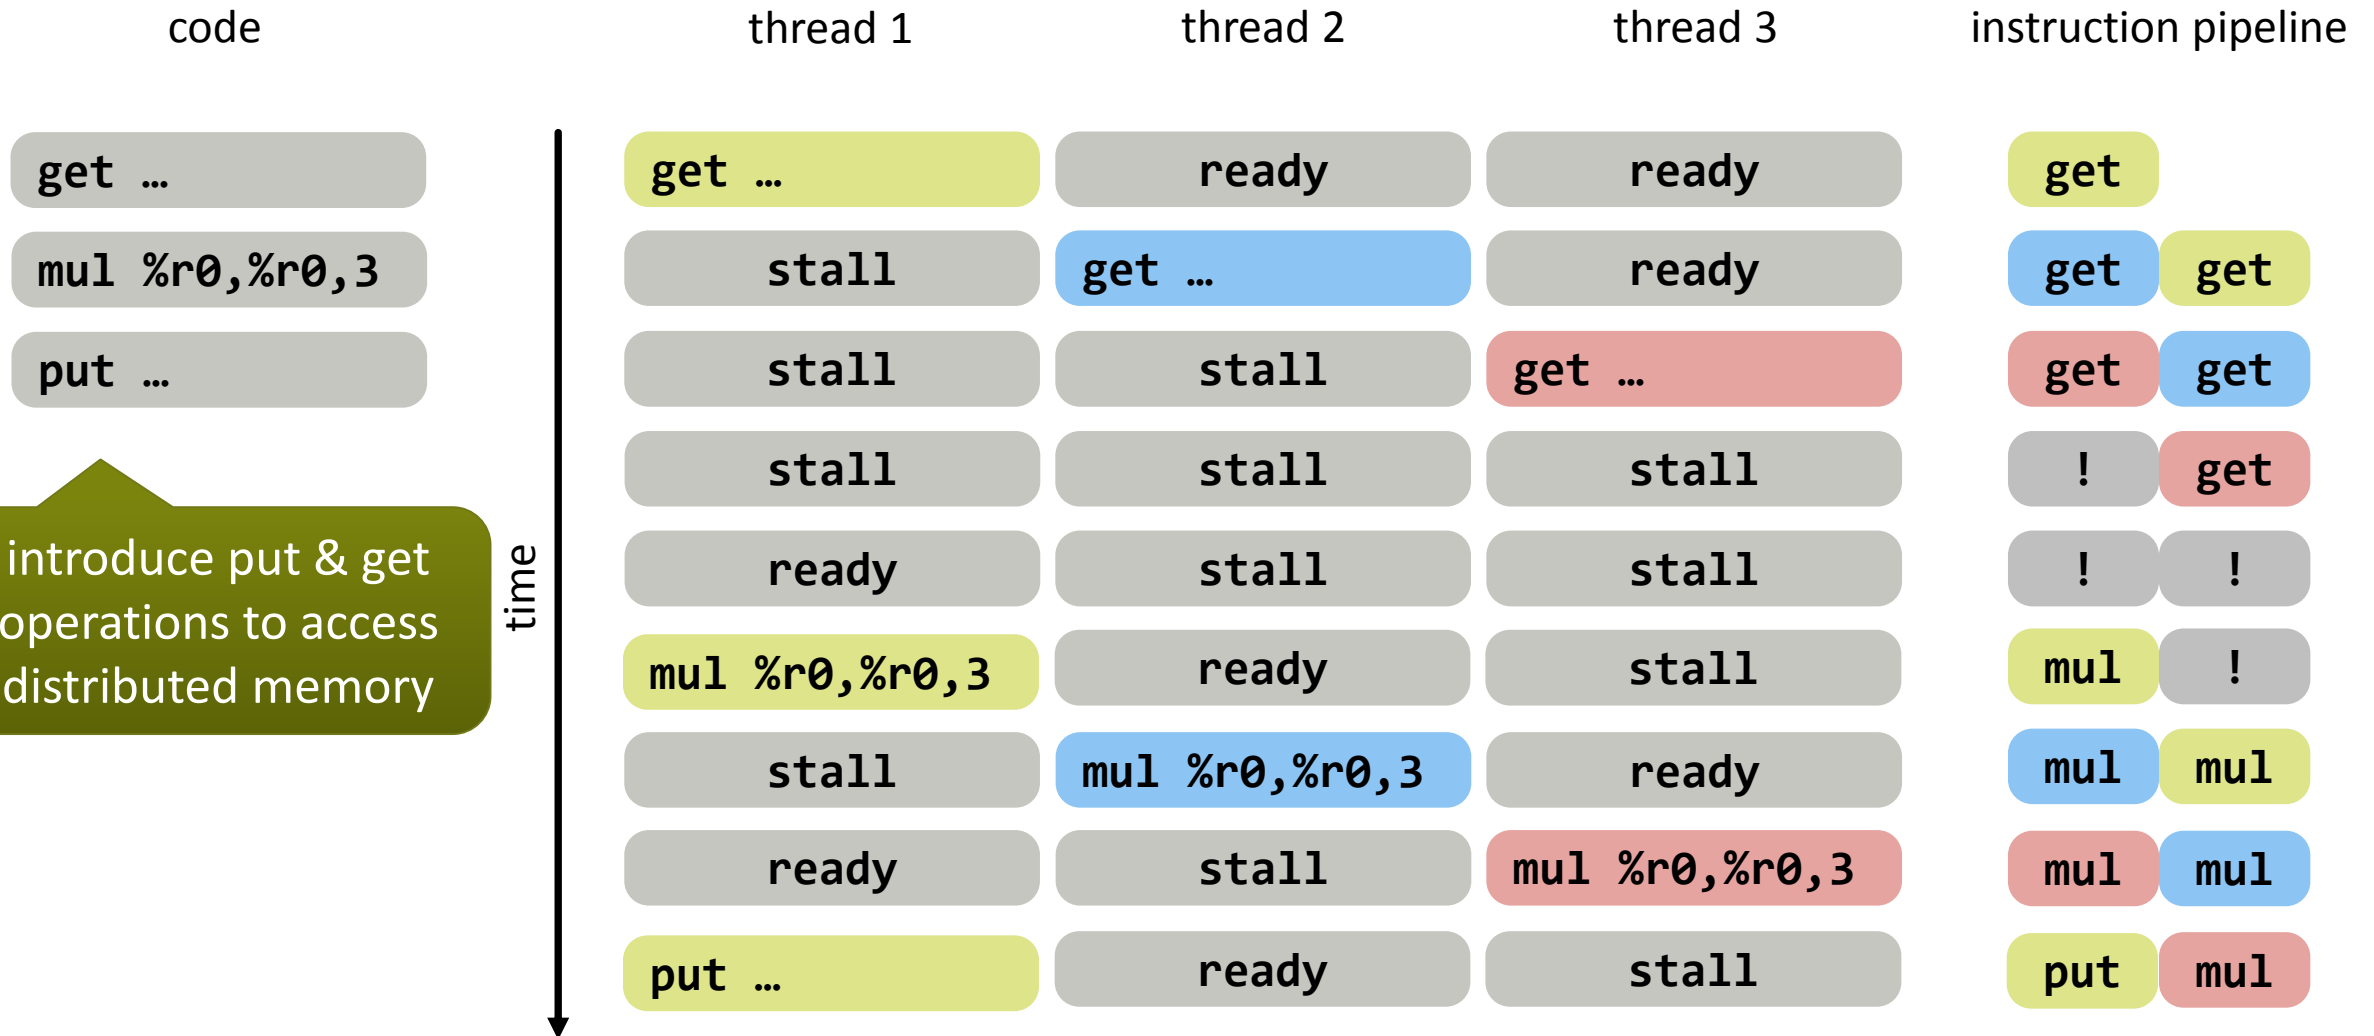 code thread 1 thread 2 thread 3 instruction pipeline
get … get … ready ready get
mul %r0,%r0,3 stall get … ready get get
put … stall stall get … get get
stall stall stall ! get
introduce put & get
operations to access
distributed memory
time
ready stall stall ! !
mul %r0,%r0,3 ready stall mul !
stall mul %r0,%r0,3 ready mul mul
ready stall mul %r0,%r0,3 mul mul
put … ready stall put mul